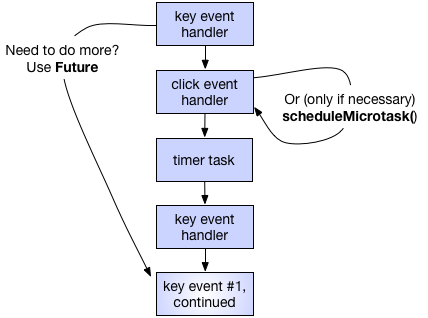 key event
handler
Need to do more?
Use Future
click event
handler
Or (only if necessary)
scheduleMicrotask()
timer task
key event
handler
key event #1,
continued